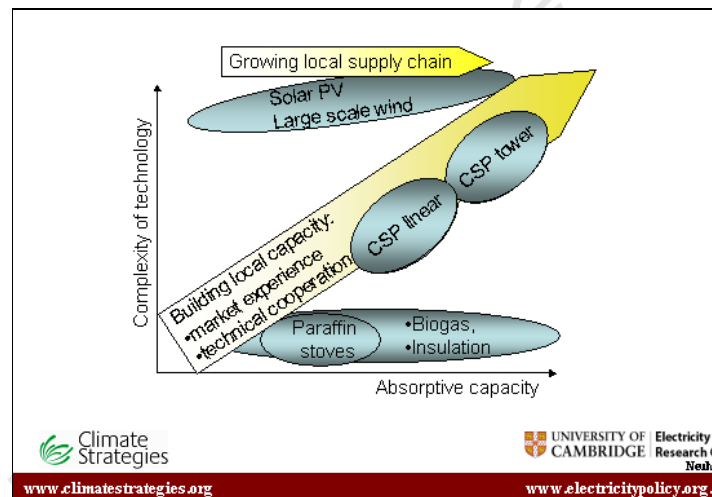 Growing local supply chain
Solar PV
Large scale wind
CSP tower
CSP linear
Building local capacity:
•market experience
•technical cooperation
Paraffin
stoves
•Biogas,
•Insulation
Complexity of technology
Absorptive capacity
Climate
Strategies
UNIVERSITY OF
CAMBRIDGE
Electricity
Research
Neuh
www.climatestrategies.org
www.electricitypolicy.org